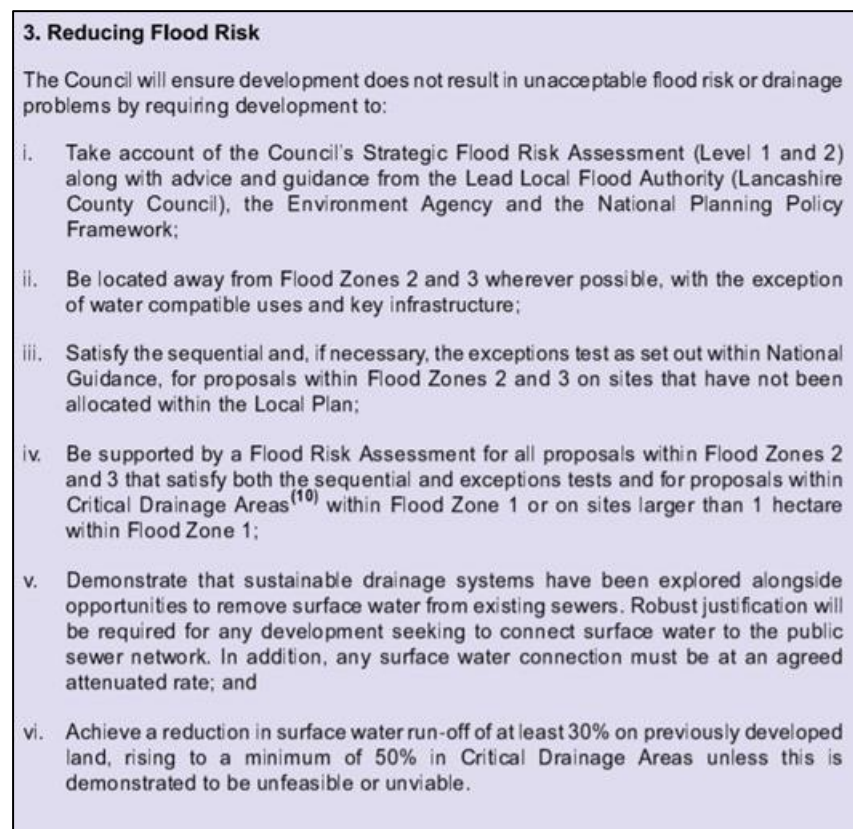 3. Reducing Flood Risk
The Council will ensure development does not result in unacceptable flood risk or drainage
problems by requiring development to:
i. Take account of the Council's Strategic Flood Risk Assessment (Level 1 and 2)
along with advice and guidance from the Lead Local Flood Authority (Lancashire
County Council), the Environment Agency and the National Planning Policy
Framework;
ii. Be located away from Flood Zones 2 and 3 wherever possible, with the exception
of water compatible uses and key infrastructure;
iii. Satisfy the sequential and, if necessary, the exceptions test as set out within National
Guidance, for proposals within Flood Zones 2 and 3 on sites that have not been
allocated within the Local Plan;
iv. Be supported by a Flood Risk Assessment for all proposals within Flood Zones 2
and 3 that satisfy both the sequential and exceptions tests and for proposals within
Critical Drainage Areas(10) within Flood Zone 1 or on sites larger than 1 hectare
within Flood Zone 1;
v. Demonstrate that sustainable drainage systems have been explored alongside
opportunities to remove surface water from existing sewers. Robust justification will
be required for any development seeking to connect surface water to the public
sewer network. In addition, any surface water connection must be at an agreed
attenuated rate; and
vi. Achieve a reduction in surface water run-off of at least 30% on previously developed
land, rising to a minimum of 50% in Critical Drainage Areas unless this is
demonstrated to be unfeasible or unviable.